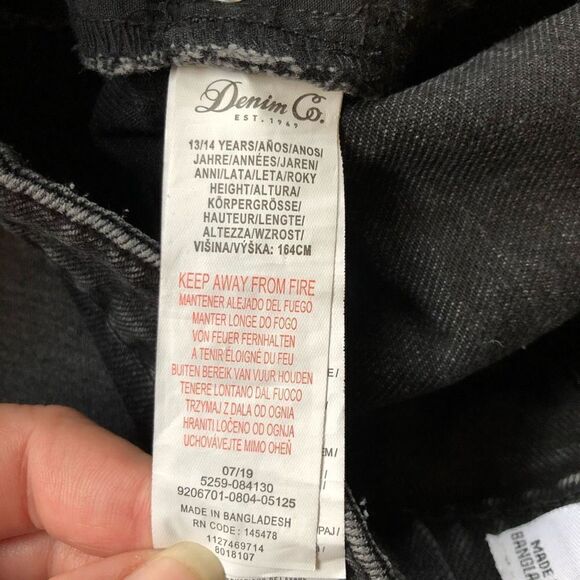 Denim Co.
EST. 1969
13/14 YEARS/AÑOS/ANOS/
JAHRE/ANNÉES/JAREN/
ANNI/LATA/LETA/ROKY
HEIGHT/ALTURA/
KÖRPERGRÖSSE/
HAUTEUR/LENGTE/
ALTEZZA/WZROST/
VIŠINA/VÝŠKA: 164CM
KEEP AWAY FROM FIRE
MANTENER ALEJADO DEL FUEGO
MANTER LONGE DO FOGO
VON FEUER FERNHALTEN
A TENIR ÉLOIGNÉ DU FEU
BUITEN BEREIK VAN VUUR HOUDEN
TENERE LONTANO DAL FUOCO
TRZYMAJ Z DALA OD OGNIA
HRANITI LOČENO OD OGNJA
UCHOVÁVEJTE MIMO OHEŇ
07/19
5259-084130
9206701-0804-05125
MADE IN BANGLADESH
RN CODE: 145478
1127469714
8018107
E/
EM/
PAJ/
MADE
BANGL